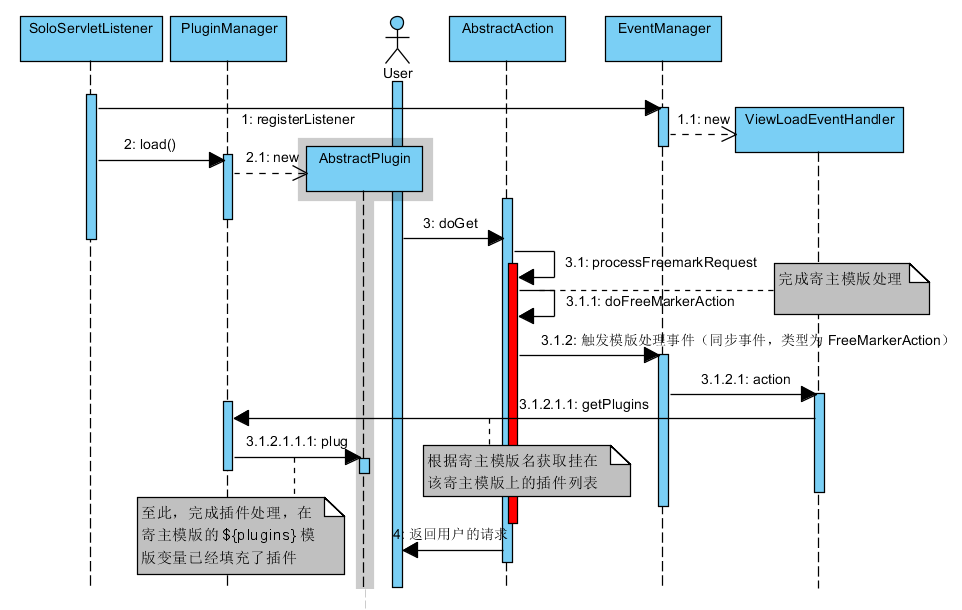 SoloServletListener
PluginManager
User
AbstractAction
EventManager
1: registerListener
1.1: new
ViewLoadEventHandler
2: load()
2.1: new
AbstractPlugin
3: doGet
3.1: processFreemarkRequest
完成寄主模版处理
3.1.1: doFreeMarkerAction
3.1.2: 触发模版处理事件（同步事件，类型为 FreeMarkerAction）
3.1.2.1: action
3.1.2.1.1: getPlugins
3.1.2.1.1.1: plug
根据寄主模版名获取挂在
该寄主模版上的插件列表
至此，完成插件处理，在
寄主模版的 ${plugins} 模
版变量已经填充了插件
4: 返回用户的请求